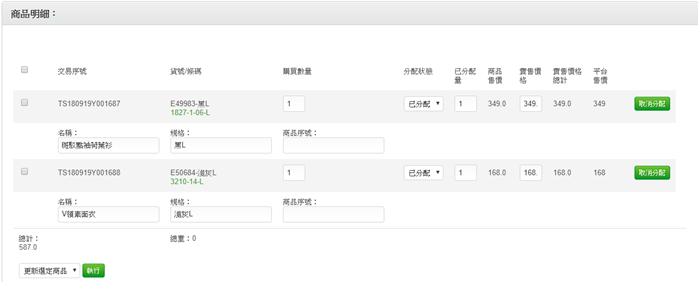 商品明細：
交易序號 貨號/條碼 購買數量 分配狀態 已分配量 商品售價 賣售價格 賣售價格總計 平台售價
TS180919Y001687 E49983-黑L 1 已分配 1 349.0 349. 349.0 349 取消分配
1827-1-06-L
名稱： 規格： 商品序號：
斑駁點袖荷葉衫 黑L
TS180919Y001688 E50684-淺灰L 1 已分配 1 168.0 168. 168.0 168 取消分配
3210-14-L
名稱： 規格： 商品序號：
V領素面衣 淺灰L
總計： 總重：0
587.0
更新選定商品 執行